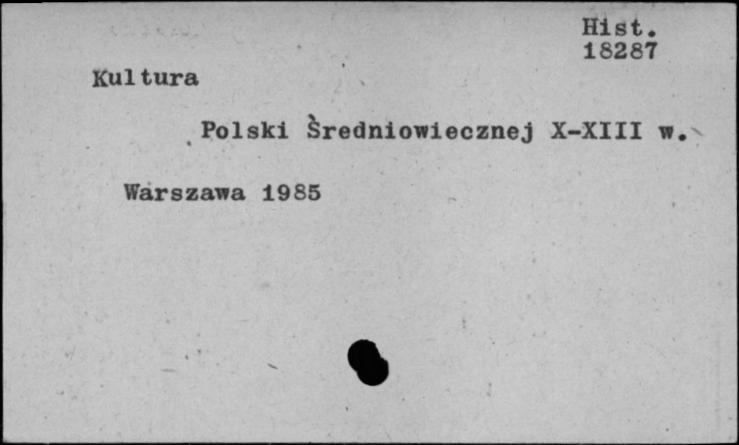 Hist.
18287
Kultura
Polski Średniowiecznej X-XIII w.
Warszawa 1985